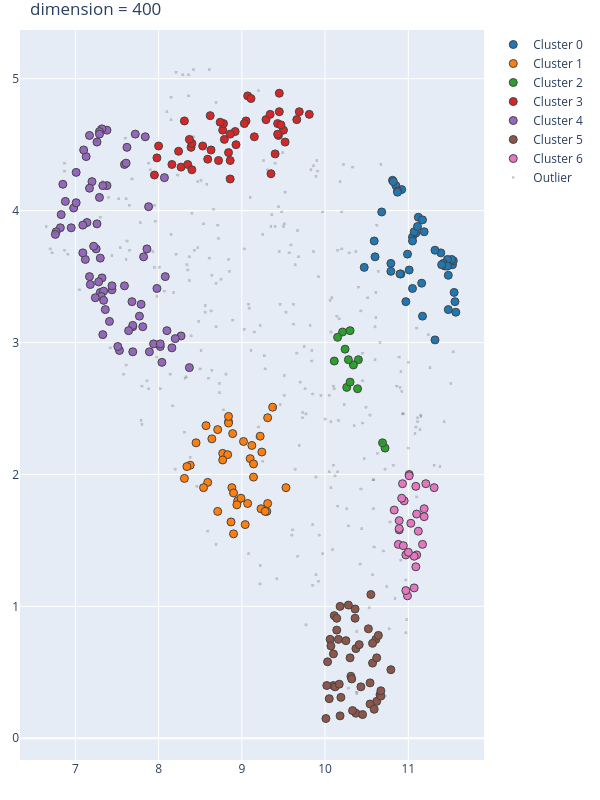 dimension = 400
Cluster 0
Cluster 1
Cluster 2
Cluster 3
Cluster 4
Cluster 5
Cluster 6
Outlier
5
4
3
2
1
0
7 8 9 10 11